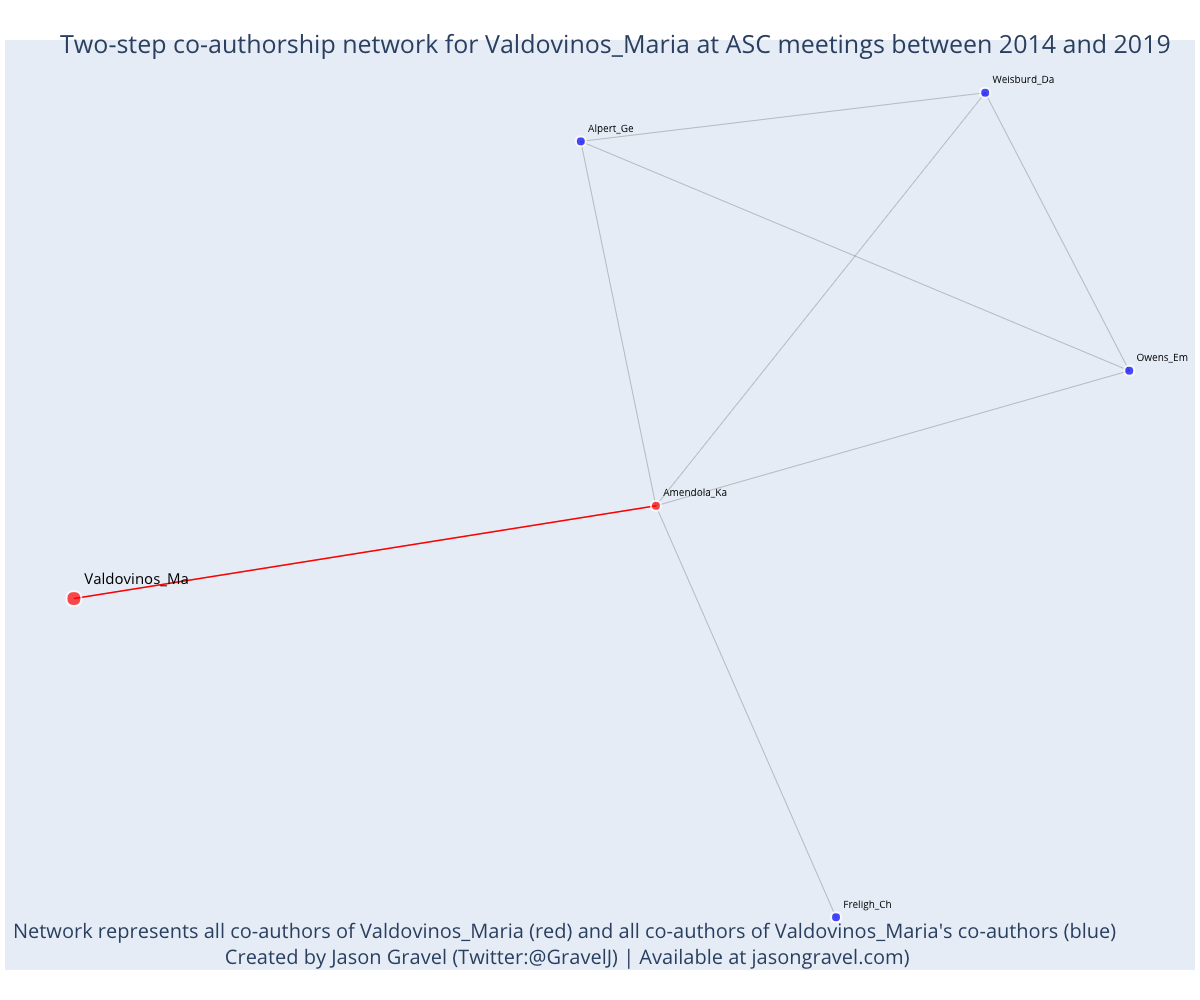 Two-step co-authorship network for Valdovinos_Maria at ASC meetings between 2014 and 2019
Weisburd_Da
Alpert_Ge
Owens_Em
Amendola_Ka
Valdovinos_Ma
Freligh_Ch
Network represents all co-authors of Valdovinos_Maria (red) and all co-authors of Valdovinos_Maria's co-authors (blue)
Created by Jason Gravel (Twitter:@GravelJ) | Available at jasongravel.com)